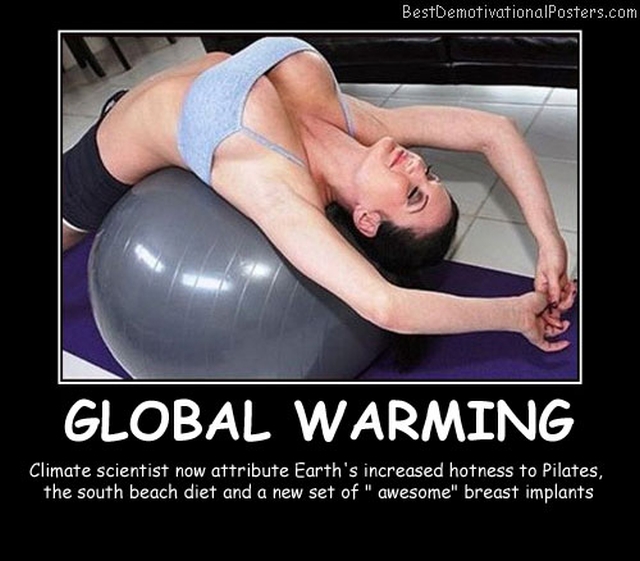 BestDemotivationalPosters.com
GLOBAL WARMING
Climate scientist now attribute Earth's increased hotness to Pilates,
the south beach diet and a new set of " awesome" breast implants